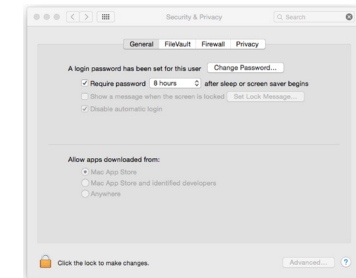 Security & Privacy
Search
General FileVault Firewall Privacy
A login password has been set for this user Change Password...
Require password 8 hours after sleep or screen saver begins
Show a message when the screen is locked Set Lock Message...
Disable automatic login
Allow apps downloaded from:
Mac App Store
Mac App Store and identified developers
Anywhere
Click the lock to make changes.
Advanced... ?